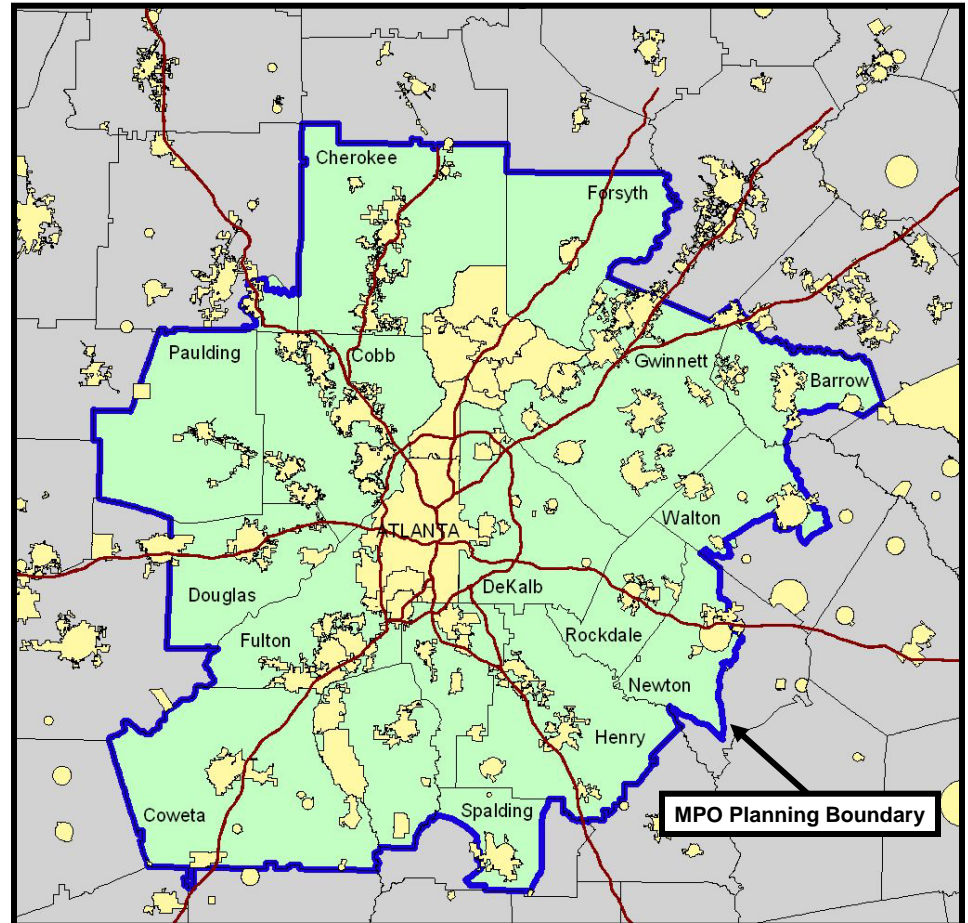 Cherokee
Forsyth
Paulding
Cobb
Gwinnett
Barrow
Walton
ATLANTA
Douglas
DeKalb
Fulton
Rockdale
Newton
Henry
Coweta
Spalding
MPO Planning Boundary